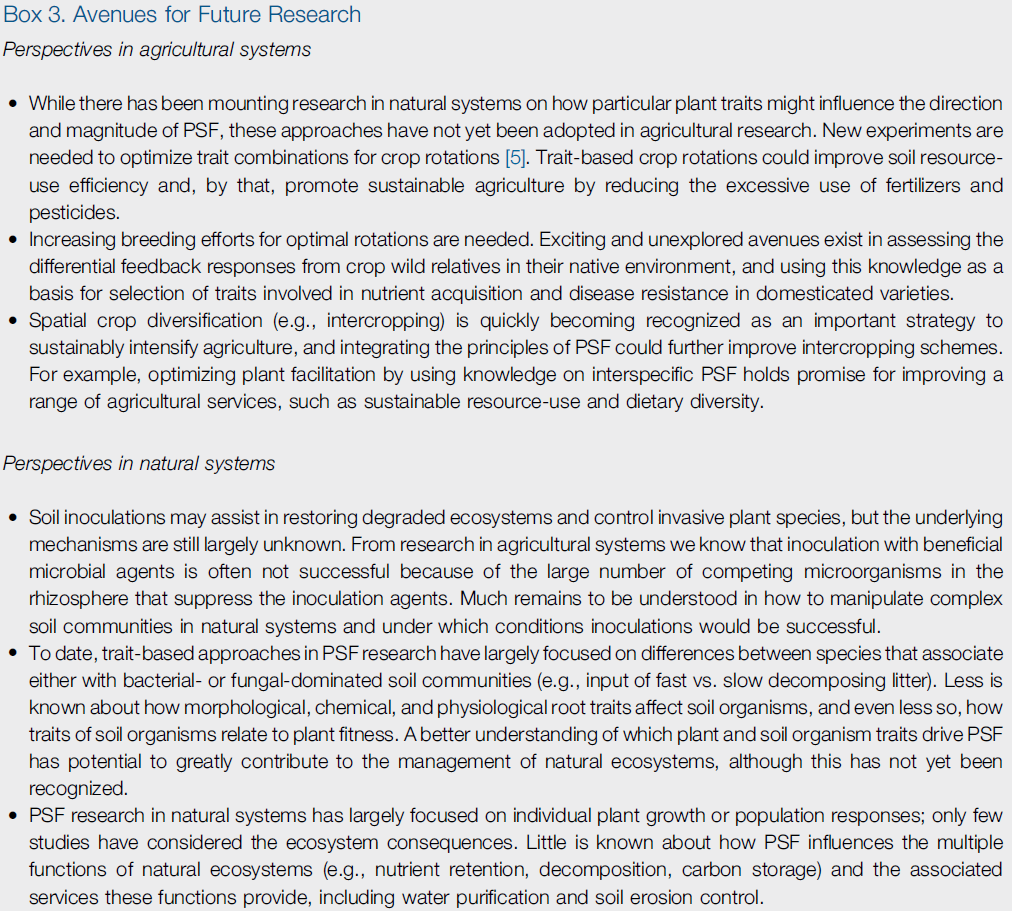 Box 3. Avenues for Future Research
Perspectives in agricultural systems
• While there has been mounting research in natural systems on how particular plant traits might influence the direction
and magnitude of PSF, these approaches have not yet been adopted in agricultural research. New experiments are
needed to optimize trait combinations for crop rotations [5]. Trait-based crop rotations could improve soil resource-
use efficiency and, by that, promote sustainable agriculture by reducing the excessive use of fertilizers and
pesticides.
• Increasing breeding efforts for optimal rotations are needed. Exciting and unexplored avenues exist in assessing the
differential feedback responses from crop wild relatives in their native environment, and using this knowledge as a
basis for selection of traits involved in nutrient acquisition and disease resistance in domesticated varieties.
• Spatial crop diversification (e.g., intercropping) is quickly becoming recognized as an important strategy to
sustainably intensify agriculture, and integrating the principles of PSF could further improve intercropping schemes.
For example, optimizing plant facilitation by using knowledge on interspecific PSF holds promise for improving a
range of agricultural services, such as sustainable resource-use and dietary diversity.
Perspectives in natural systems
• Soil inoculations may assist in restoring degraded ecosystems and control invasive plant species, but the underlying
mechanisms are still largely unknown. From research in agricultural systems we know that inoculation with beneficial
microbial agents is often not successful because of the large number of competing microorganisms in the
rhizosphere that suppress the inoculation agents. Much remains to be understood in how to manipulate complex
soil communities in natural systems and under which conditions inoculations would be successful.
• To date, trait-based approaches in PSF research have largely focused on differences between species that associate
either with bacterial- or fungal-dominated soil communities (e.g., input of fast vs. slow decomposing litter). Less is
known about how morphological, chemical, and physiological root traits affect soil organisms, and even less so, how
traits of soil organisms relate to plant fitness. A better understanding of which plant and soil organism traits drive PSF
has potential to greatly contribute to the management of natural ecosystems, although this has not yet been
recognized.
• PSF research in natural systems has largely focused on individual plant growth or population responses; only few
studies have considered the ecosystem consequences. Little is known about how PSF influences the multiple
functions of natural ecosystems (e.g., nutrient retention, decomposition, carbon storage) and the associated
services these functions provide, including water purification and soil erosion control.